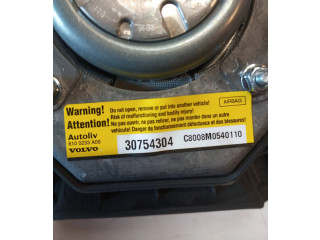 Warning! Do not open, remove or put into another vehicle!
Risk of malfunctioning and bodily injury!
AIRBAG
Attention! Ne pas ouvrir, ne pas retirer, ne pas monter dans un autre
véhicule! Danger de fonctionnement défectueux et des blessures!
Autoliv
610 0233 A00
VOLVO
30754304
C8008M0540110